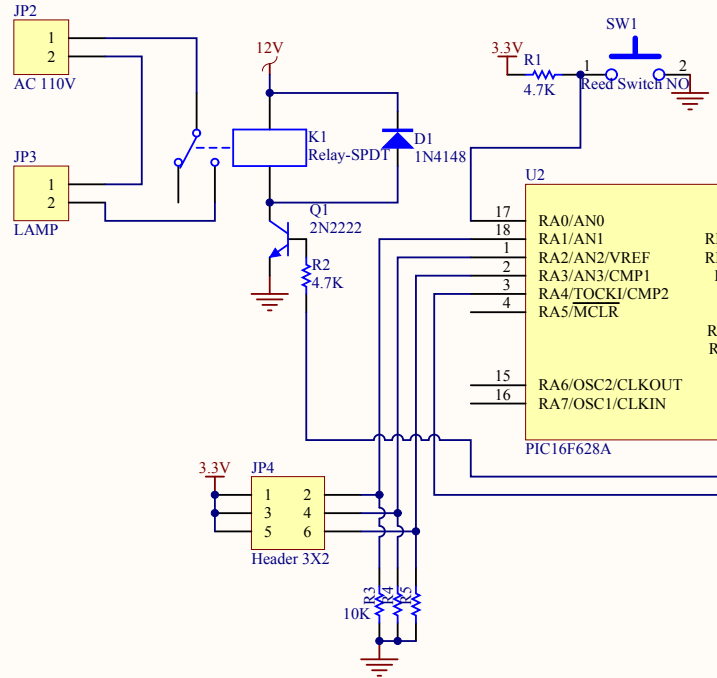 JP2
1
2
AC 110V
JP3
1
2
LAMP
12V
K1
Relay-SPDT
D1
1N4148
Q1
2N2222
R2
4.7K
3.3V
R1
4.7K
SW1
1
2
Reed Switch NO
U2
17 RA0/AN0
18 RA1/AN1
1 RA2/AN2/VREF
2 RA3/AN3/CMP1
3 RA4/TOCKI/CMP2
4 RA5/MCLR
15 RA6/OSC2/CLKOUT
16 RA7/OSC1/CLKIN
PIC16F628A
3.3V
JP4
1 2
3 4
5 6
Header 3X2
R3
R4
R5
10K